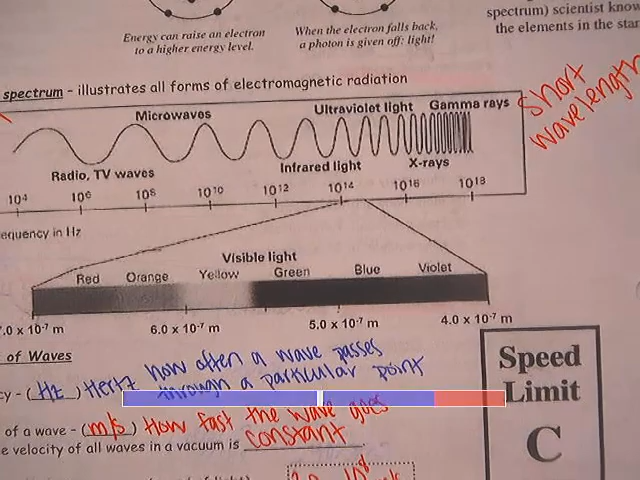 Energy can raise an electron
to a higher energy level.
When the electron falls back,
a photon is given off: light!
spectrum) scientist know
the elements in the star
spectrum - illustrates all forms of electromagnetic radiation
Short
wavelength
Microwaves
Ultraviolet light
Gamma rays
Radio, TV waves
Infrared light
X-rays
10⁴ 10⁶ 10⁸ 10¹⁰ 10¹² 10¹⁴ 10¹⁶ 10¹⁸
equency in Hz
Visible light
Red Orange Yellow Green Blue Violet
.0 x 10⁻⁷ m 6.0 x 10⁻⁷ m 5.0 x 10⁻⁷ m 4.0 x 10⁻⁷ m
of Waves
cy - (Hz) Hertz how often a wave passes
through a particular point
of a wave - (m/s) How fast the wave goes
e velocity of all waves in a vacuum is constant.
Speed
Limit
C